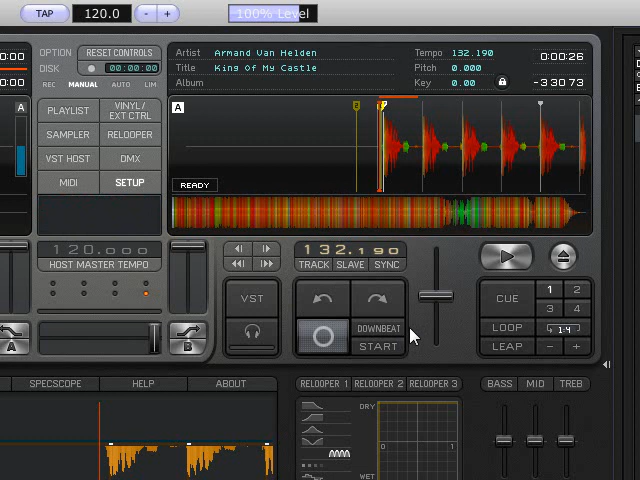 TAP 120.0 - + 100% Level
0:00 OPTION RESET CONTROLS
DISK 00:00:00
REC MANUAL AUTO LIM
PLAYLIST VINYL/ EXT CTRL
SAMPLER RELOOPER
VST HOST DMX
MIDI SETUP
A
Artist Armand Van Helden
Title King Of My Castle
Album
Tempo 132.190
Pitch 0.000
Key 0.00
0:00:26
-3 30 73
A
READY
120.000
HOST MASTER TEMPO
A
B
132.190
TRACK SLAVE SYNC
VST
DOWNBEAT
START
CUE 1 2
3 4
LOOP 1:4
LEAP - +
SPECSCOPE HELP ABOUT
RELOOPER 1 RELOOPER 2 RELOOPER 3
BASS MID TREB
DRY
0 1
WET